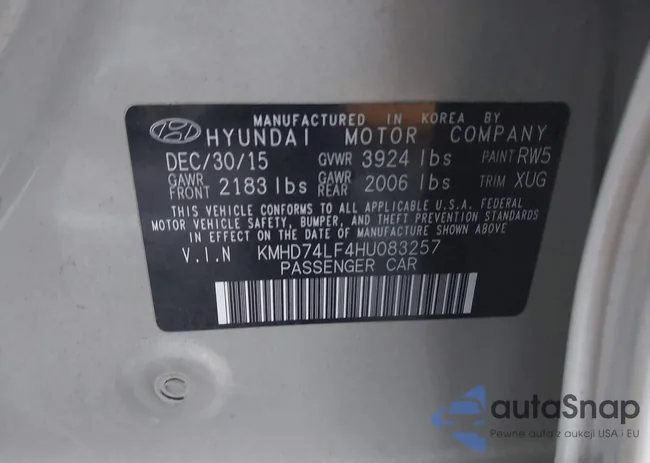 MANUFACTURED IN KOREA BY
HYUNDAI MOTOR COMPANY
DEC/30/15 GVWR 3924 lbs PAINT RW5
GAWR FRONT 2183 lbs GAWR REAR 2006 lbs TRIM XUG
THIS VEHICLE CONFORMS TO ALL APPLICABLE U.S.A. FEDERAL
MOTOR VEHICLE SAFETY, BUMPER, AND THEFT PREVENTION STANDARDS
IN EFFECT ON THE DATE OF MANUFACTURE SHOWN ABOVE.
V.I.N KMHD74LF4HU083257
PASSENGER CAR
autaSnap
Pewne auta z aukcji USA i EU